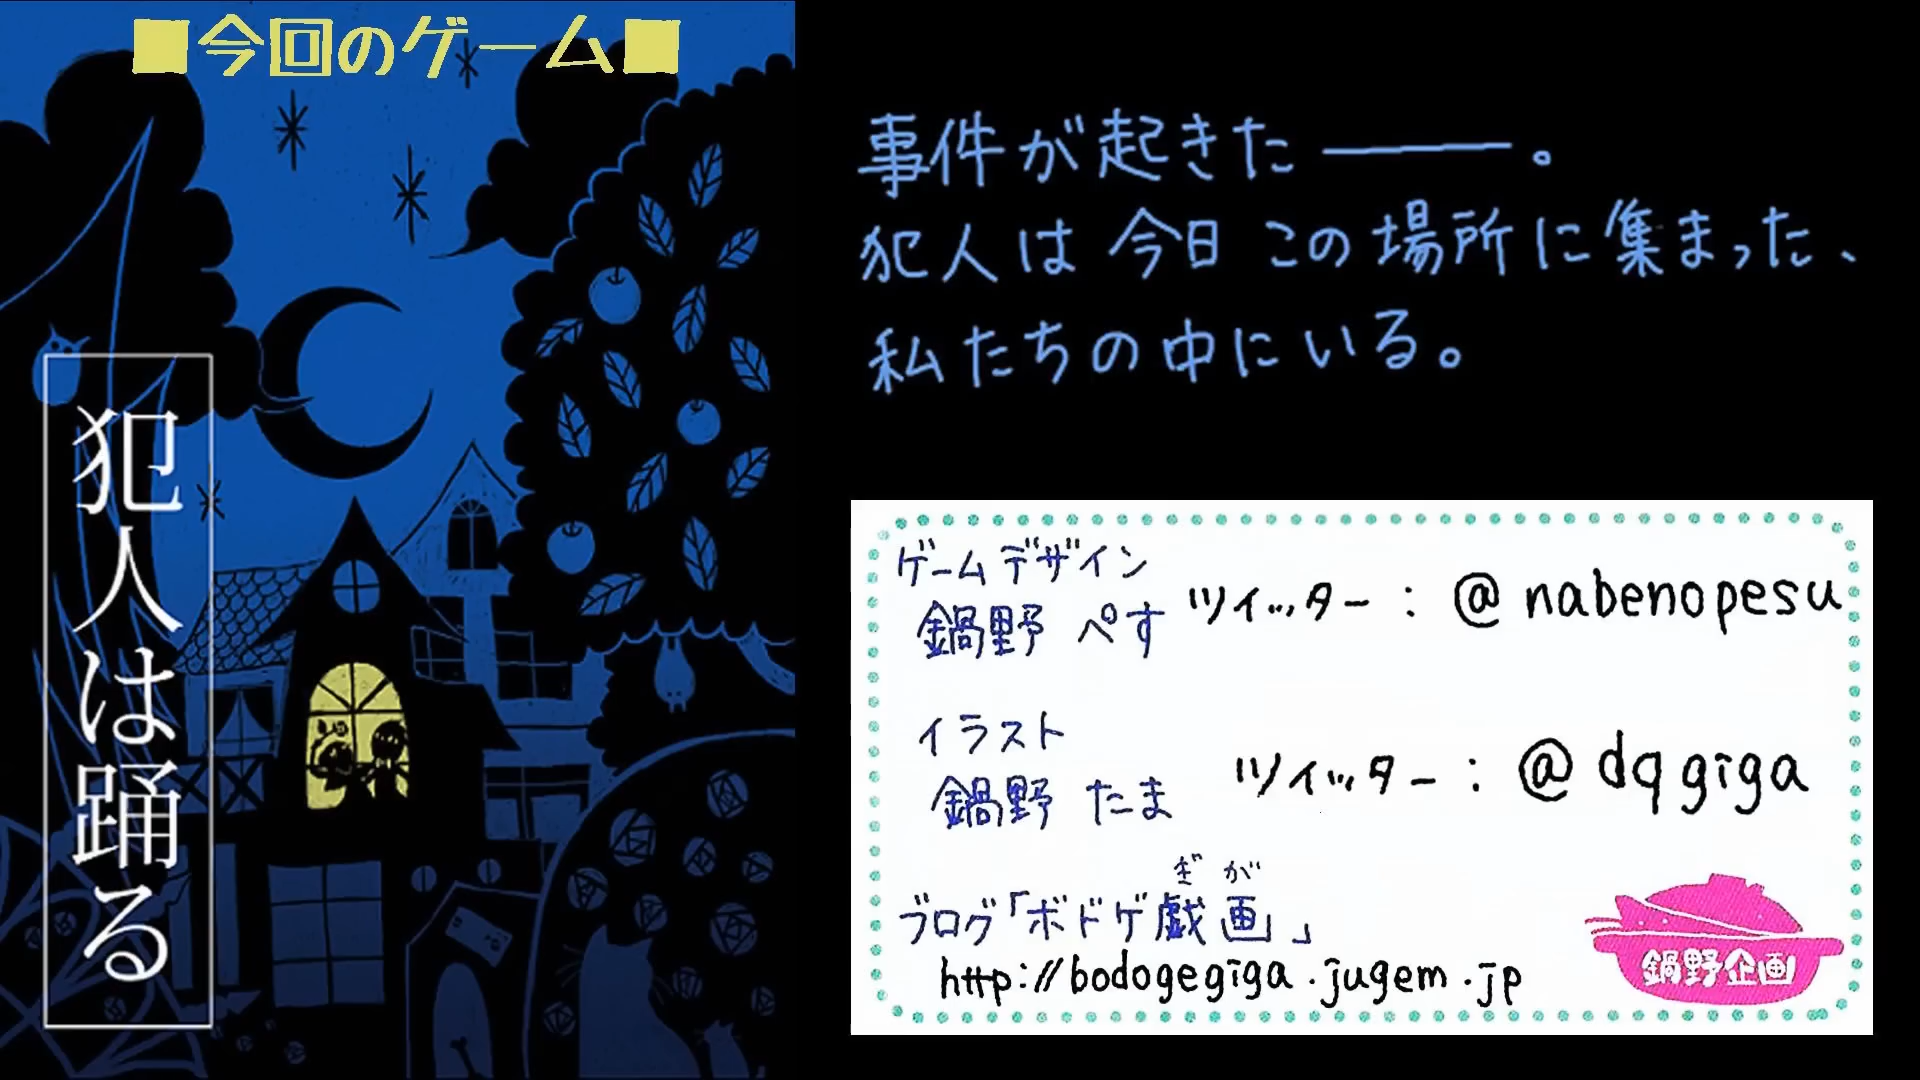 ■今回のゲーム■
犯人は踊る
事件が起きた―――。
犯人は今日この場所に集まった、
私たちの中にいる。
ゲームデザイン
鍋野 ぺす ツイッター：@nabenopesu
イラスト
鍋野 たま ツイッター：@dqgiga
ぎが
ブログ「ボドゲ戯画」
http://bodogegiga.jugem.jp
鍋野企画